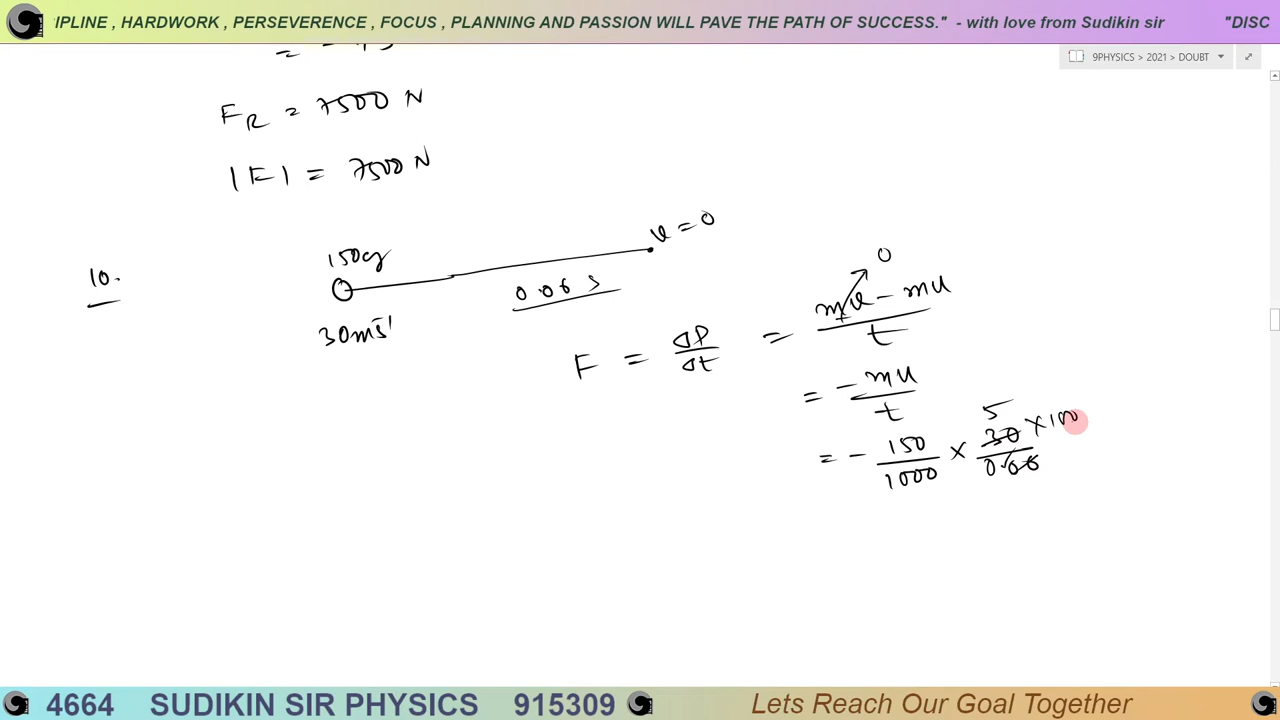 IPLINE , HARDWORK , PERSEVERENCE , FOCUS , PLANNING AND PASSION WILL PAVE THE PATH OF SUCCESS." - with love from Sudikin sir "DISC
9PHYSICS > 2021 > DOUBT
F_R = 7500 N
|F| = 7500 N
10.
150g
v = 0
0.06 s
30ms⁻¹
F = ΔP/Δt = (mv - mu)/t
0
= -mu/t
= - 150/1000 × 30/0.06 × 100
5
4664 SUDIKIN SIR PHYSICS 915309 Lets Reach Our Goal Together